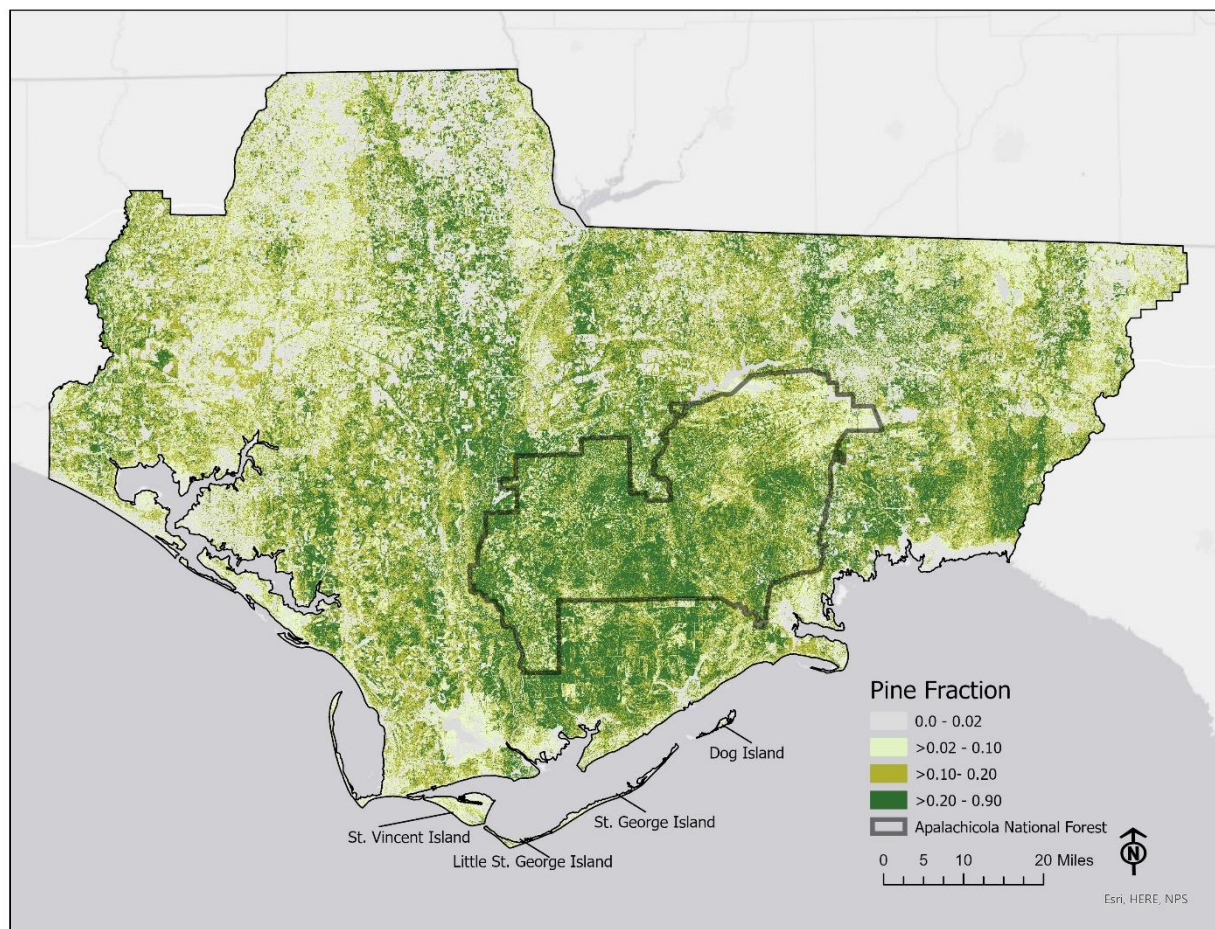 Dog Island
St. George Island
St. Vincent Island
Little St. George Island
Pine Fraction
0.0 - 0.02
>0.02 - 0.10
>0.10- 0.20
>0.20 - 0.90
Apalachicola National Forest
0 5 10 20 Miles
N
Esri, HERE, NPS